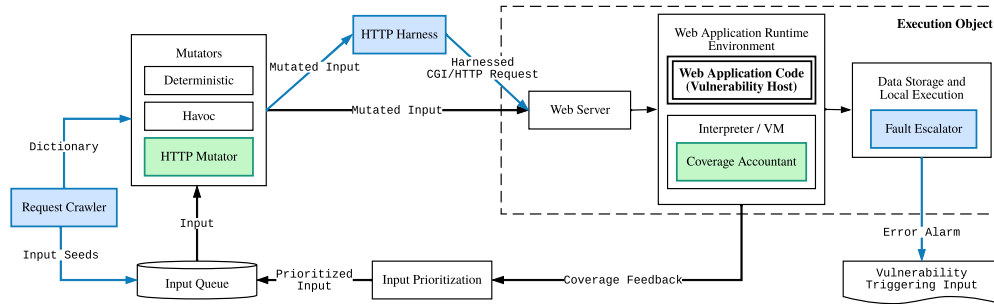 Execution Object
HTTP Harness
Web Application Runtime
Environment
Mutators
Mutated Input
Harnessed
CGI/HTTP Request
Deterministic
Web Application Code
(Vulnerability Host)
Data Storage and
Local Execution
Mutated Input
Web Server
Havoc
Interpreter / VM
Fault Escalator
Dictionary
HTTP Mutator
Coverage Accountant
Request Crawler
Input
Error Alarm
Input Seeds
Input Queue
Prioritized
Input
Input Prioritization
Coverage Feedback
Vulnerability
Triggering Input